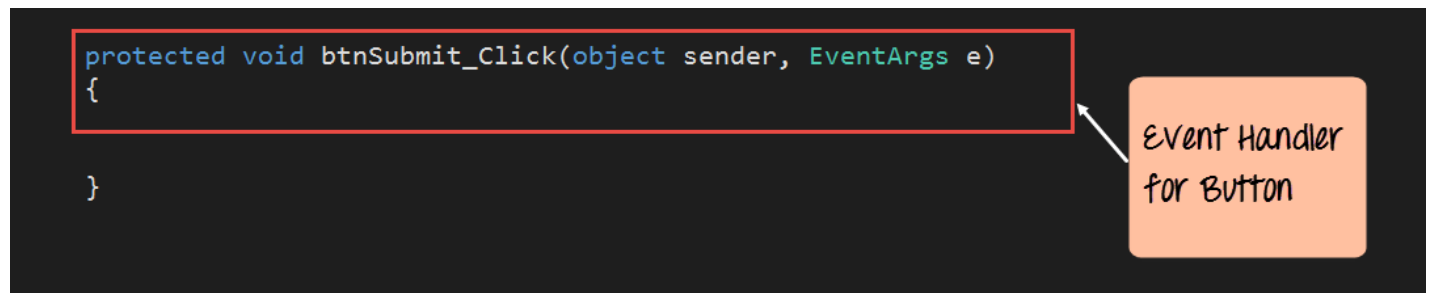 protected void btnSubmit_Click(object sender, EventArgs e)
{
}
Event Handler
for Button